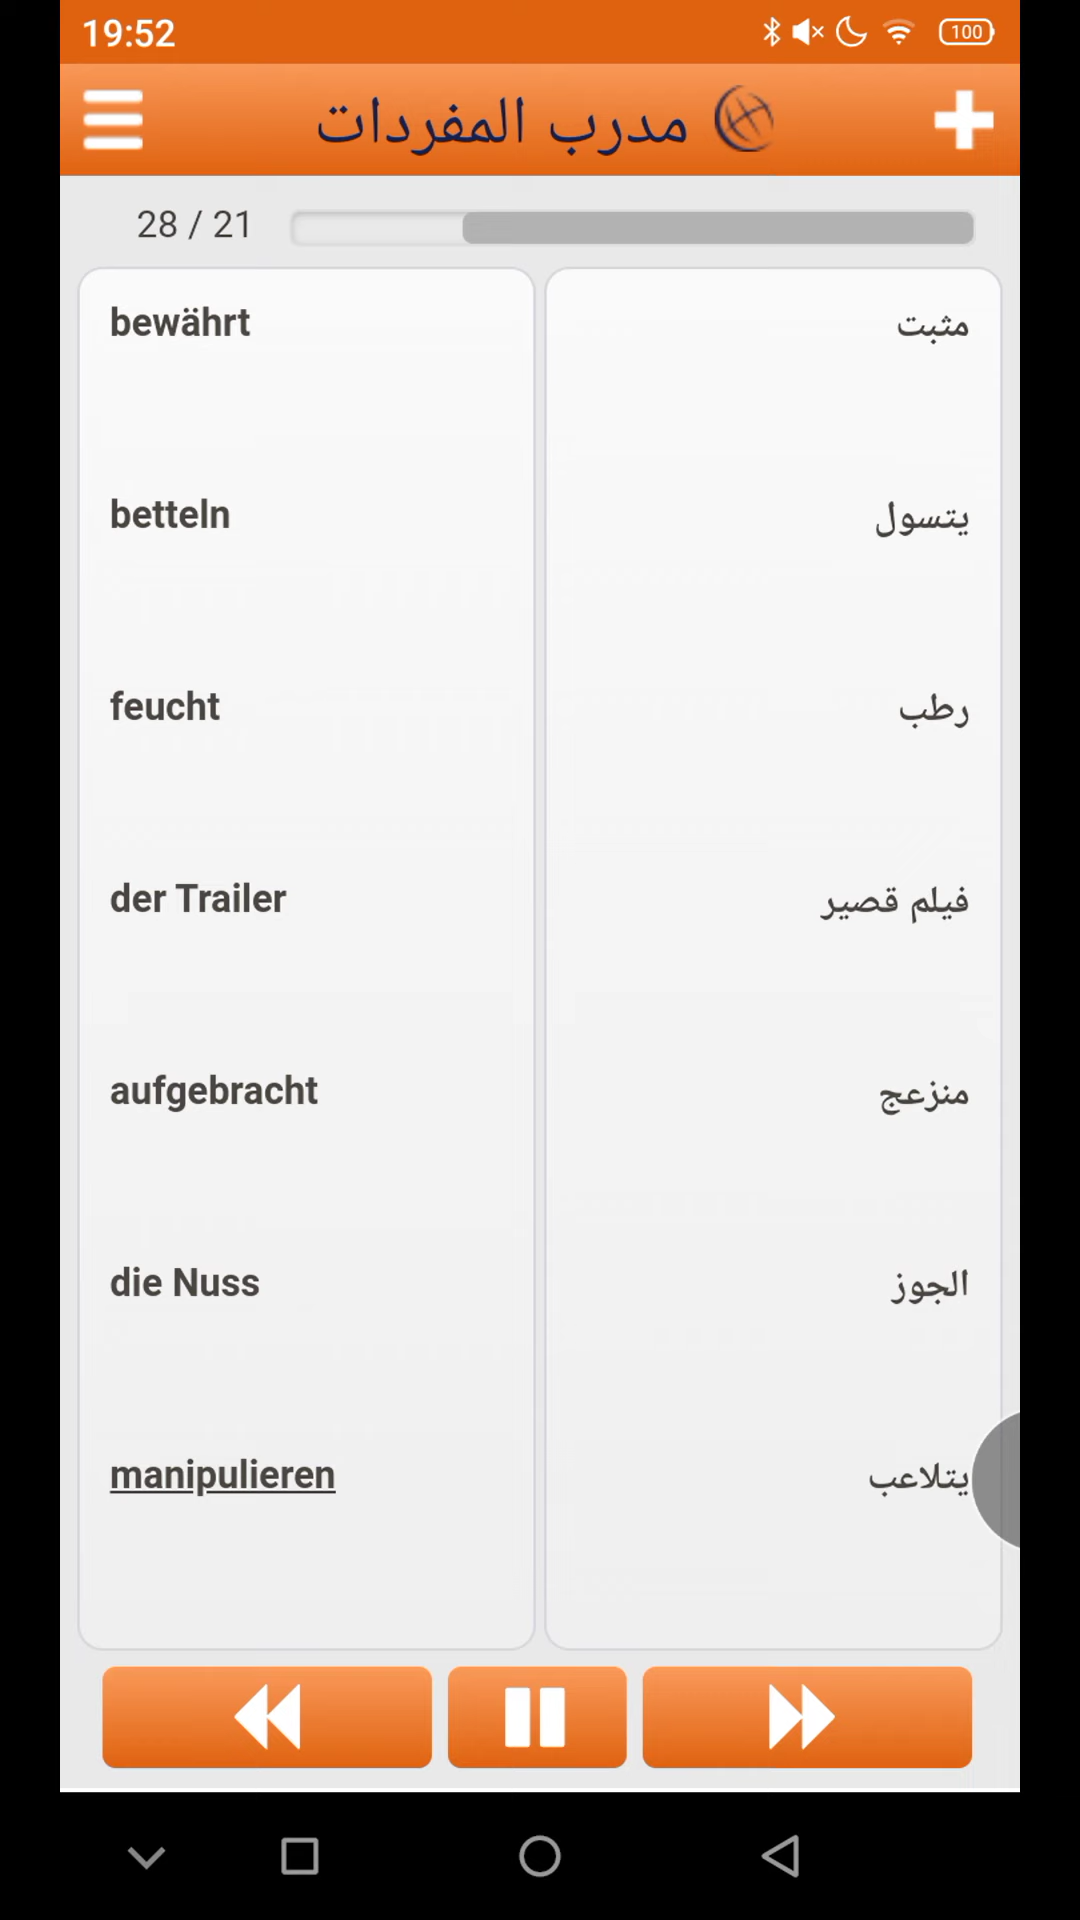 19:52
100
مدرب المفردات
28 / 21
bewährt
مثبت
betteln
يتسول
feucht
رطب
der Trailer
فيلم قصير
aufgebracht
منزعج
die Nuss
الجوز
manipulieren
يتلاعب